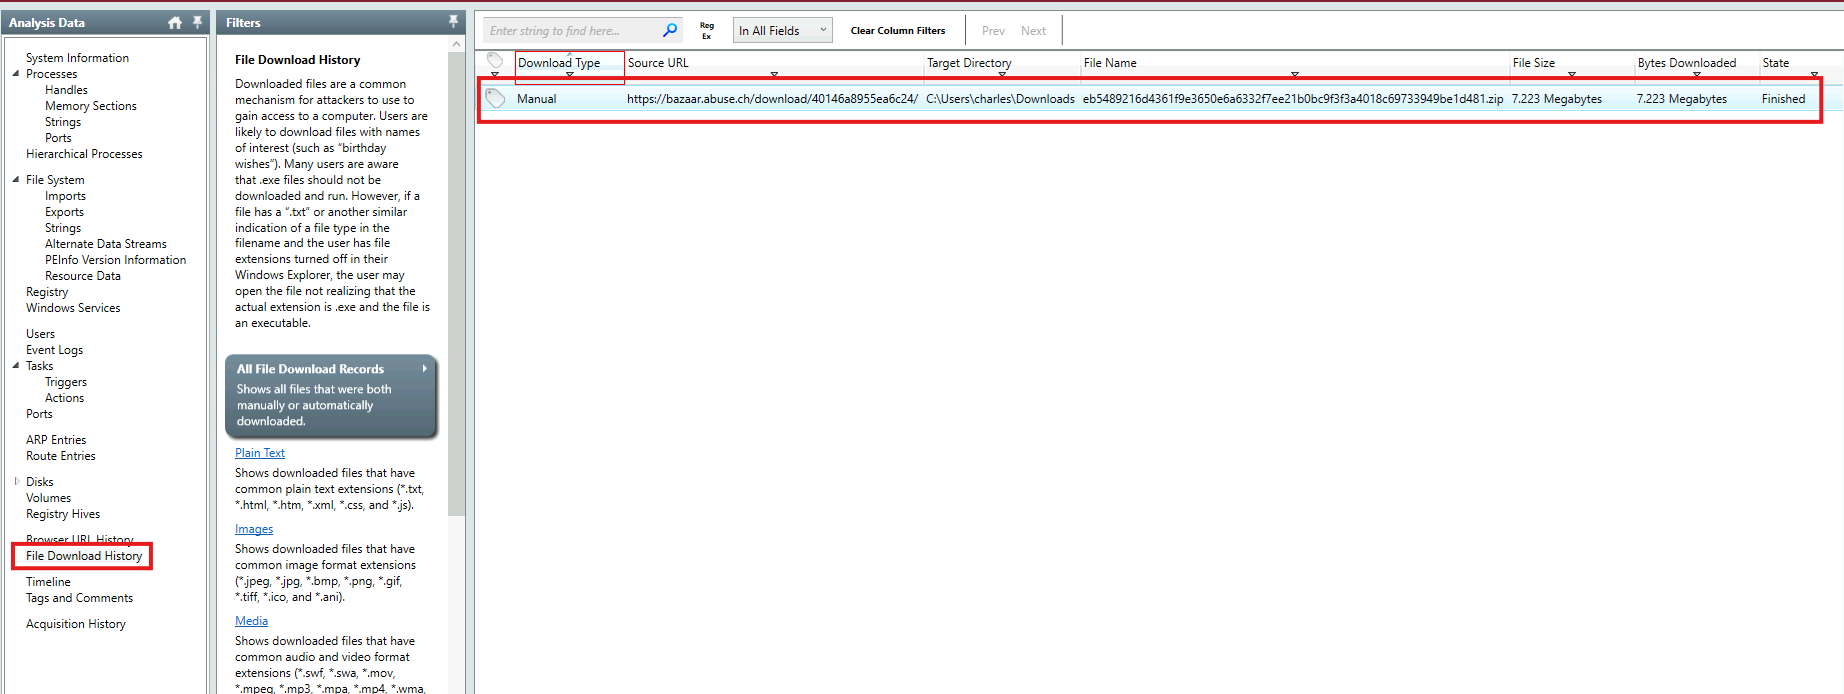 Analysis Data
System Information
Processes
Handles
Memory Sections
Strings
Ports
Hierarchical Processes
File System
Imports
Exports
Strings
Alternate Data Streams
PEInfo Version Information
Resource Data
Registry
Windows Services
Users
Event Logs
Tasks
Triggers
Actions
Ports
ARP Entries
Route Entries
Disks
Volumes
Registry Hives
Browser URL History
File Download History
Timeline
Tags and Comments
Acquisition History
Filters
File Download History
Downloaded files are a common
mechanism for attackers to use to
gain access to a computer. Users are
likely to download files with names
of interest (such as “birthday
wishes”). Many users are aware
that .exe files should not be
downloaded and run. However, if a
file has a “.txt” or another similar
indication of a file type in the
filename and the user has file
extensions turned off in their
Windows Explorer, the user may
open the file not realizing that the
actual extension is .exe and the file is
an executable.
All File Download Records
Shows all files that were both
manually or automatically
downloaded.
Plain Text
Shows downloaded files that have
common plain text extensions (*.txt,
*.html, *.htm, *.xml, *.css, and *.js).
Images
Shows downloaded files that have
common image format extensions
(*.jpeg, *.jpg, *.bmp, *.png, *.gif,
*.tiff, *.ico, and *.ani).
Media
Shows downloaded files that have
common audio and video format
extensions (*.swf, *.swa, *.mov,
*.mpeg, *.mp3, *.mpa, *.mp4, *.wma,
Enter string to find here...
Reg
Ex
In All Fields
Clear Column Filters
Prev Next
Download Type Source URL Target Directory File Name File Size Bytes Downloaded State
Manual https://bazaar.abuse.ch/download/40146a8955ea6c24/ C:\Users\charles\Downloads eb5489216d4361f9e3650e6a6332f7ee21b0bc9f3f3a4018c69733949be1d481.zip 7.223 Megabytes 7.223 Megabytes Finished